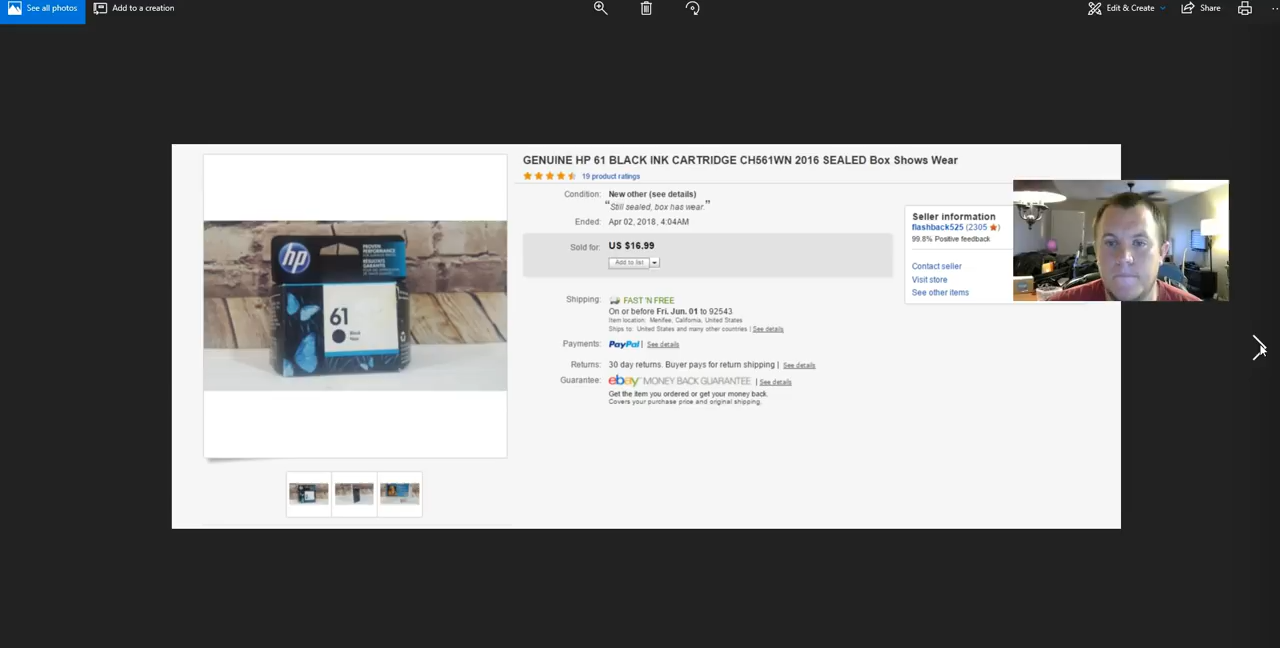 See all photos
Add to a creation
Edit & Create
Share
GENUINE HP 61 BLACK INK CARTRIDGE CH561WN 2016 SEALED Box Shows Wear
19 product ratings
Condition: New other (see details)
"Still sealed, box has wear."
Ended: Apr 02, 2018, 4:04AM
Sold for: US $16.99
Add to list
Shipping: FAST 'N FREE
On or before Fri. Jun. 01 to 92543
Item location: Menifee, California, United States
Ships to: United States and many other countries | See details
Payments: PayPal | See details
Returns: 30 day returns. Buyer pays for return shipping | See details
Guarantee: ebay MONEY BACK GUARANTEE | See details
Get the item you ordered or get your money back.
Covers your purchase price and original shipping.
Seller information
flashback525 (2305)
99.8% Positive feedback
Contact seller
Visit store
See other items
hp
PROVEN
PERFORMANCE
61
Black